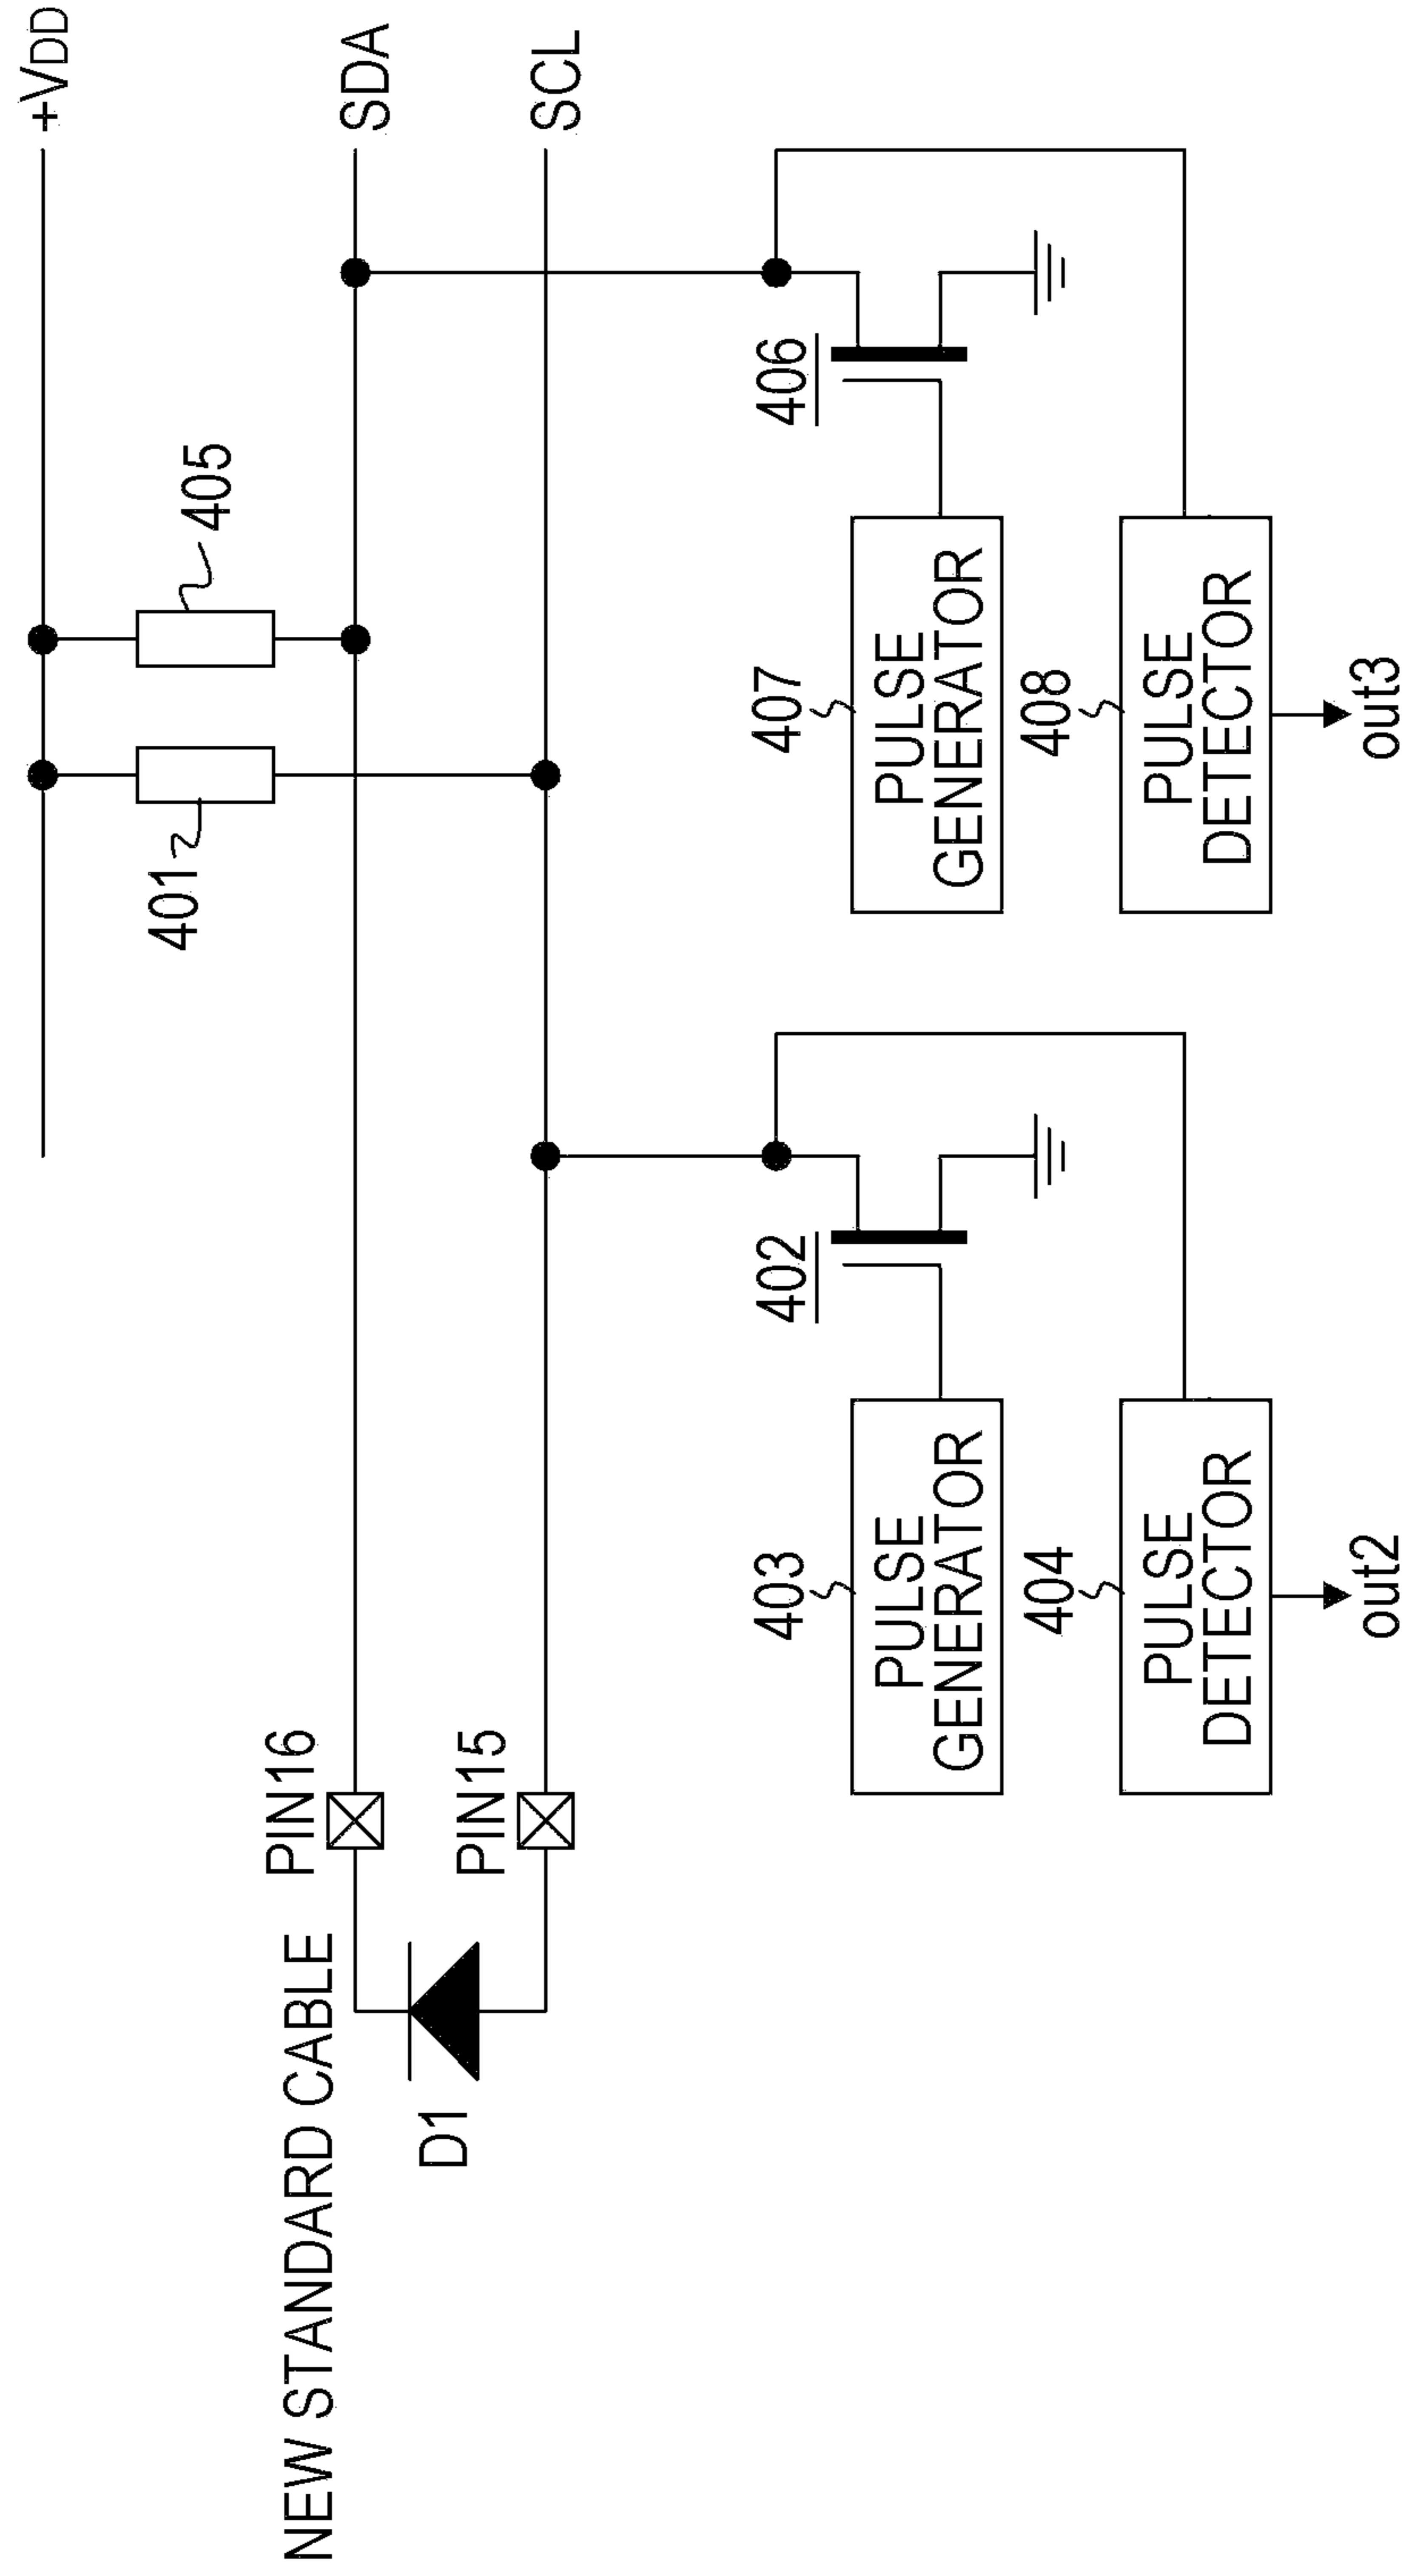 +VDD
SDA
SCL
405
401
PIN16
PIN15
NEW STANDARD CABLE
D1
402
406
403
PULSE
GENERATOR
407
PULSE
GENERATOR
404
PULSE
DETECTOR
408
PULSE
DETECTOR
out2
out3